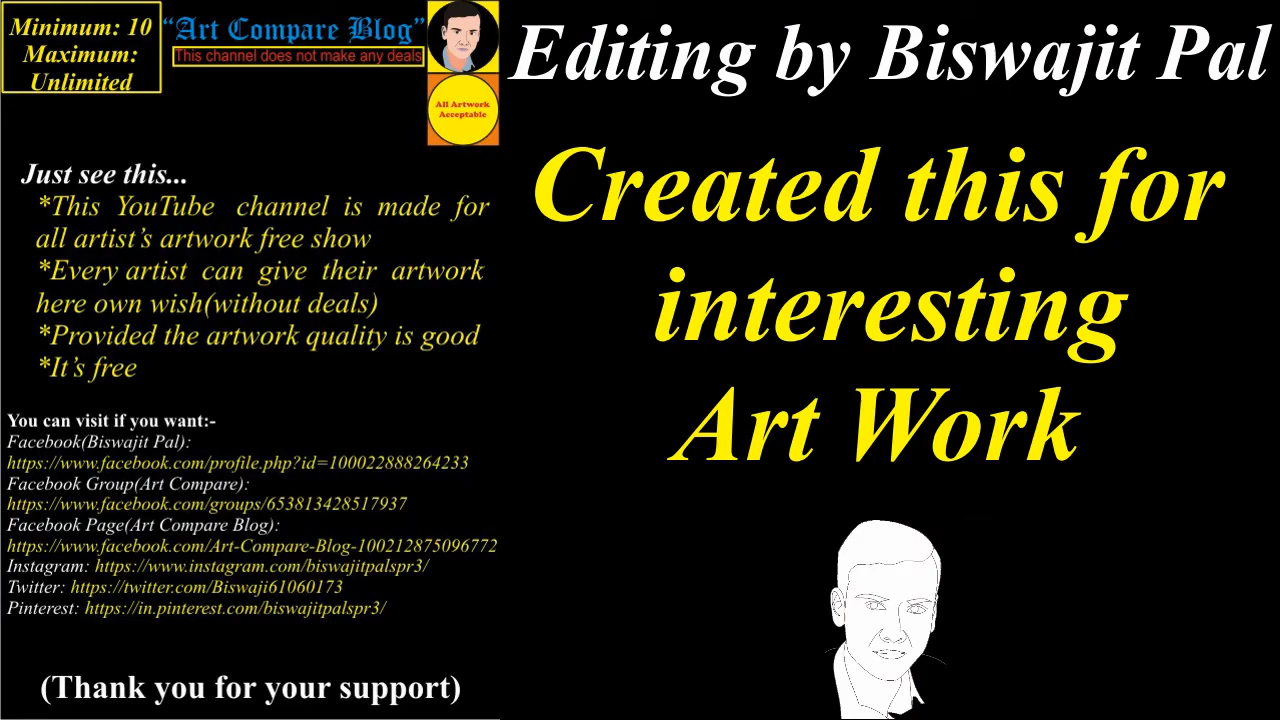 Minimum: 10
Maximum:
Unlimited
“Art Compare Blog”
This channel does not make any deals
All Artwork
Acceptable
Just see this...
*This YouTube channel is made for
all artist’s artwork free show
*Every artist can give their artwork
here own wish(without deals)
*Provided the artwork quality is good
*It’s free
You can visit if you want:-
Facebook(Biswajit Pal):
https://www.facebook.com/profile.php?id=100022888264233
Facebook Group(Art Compare):
https://www.facebook.com/groups/653813428517937
Facebook Page(Art Compare Blog):
https://www.facebook.com/Art-Compare-Blog-100212875096772
Instagram: https://www.instagram.com/biswajitpalspr3/
Twitter: https://twitter.com/Biswaji61060173
Pinterest: https://in.pinterest.com/biswajitpalspr3/
(Thank you for your support)
Editing by Biswajit Pal
Created this for
interesting
Art Work